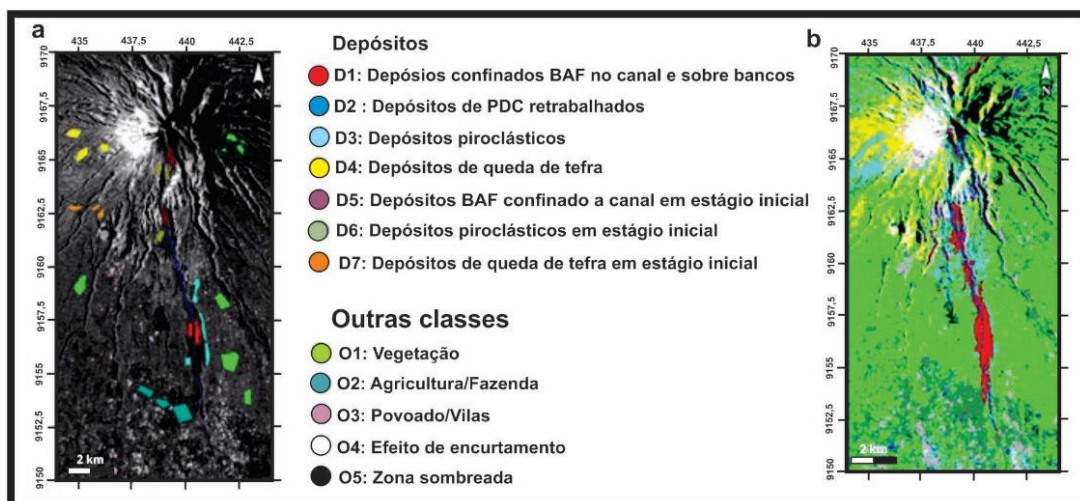 a
435
437,5
440
442,5
9170
9167,5
9165
9162,5
9160
9157,5
9155
9152,5
9150
N
2 km
Depósitos
D1: Depósios confinados BAF no canal e sobre bancos
D2 : Depósitos de PDC retrabalhados
D3: Depósitos piroclásticos
D4: Depósitos de queda de tefra
D5: Depósitos BAF confinado a canal em estágio inicial
D6: Depósitos piroclásticos em estágio inicial
D7: Depósitos de queda de tefra em estágio inicial
Outras classes
O1: Vegetação
O2: Agricultura/Fazenda
O3: Povoado/Vilas
O4: Efeito de encurtamento
O5: Zona sombreada
b
435
437,5
440
442,5
9170
9167,5
9165
9162,5
9160
9157,5
9155
9152,5
9150
N
2 km